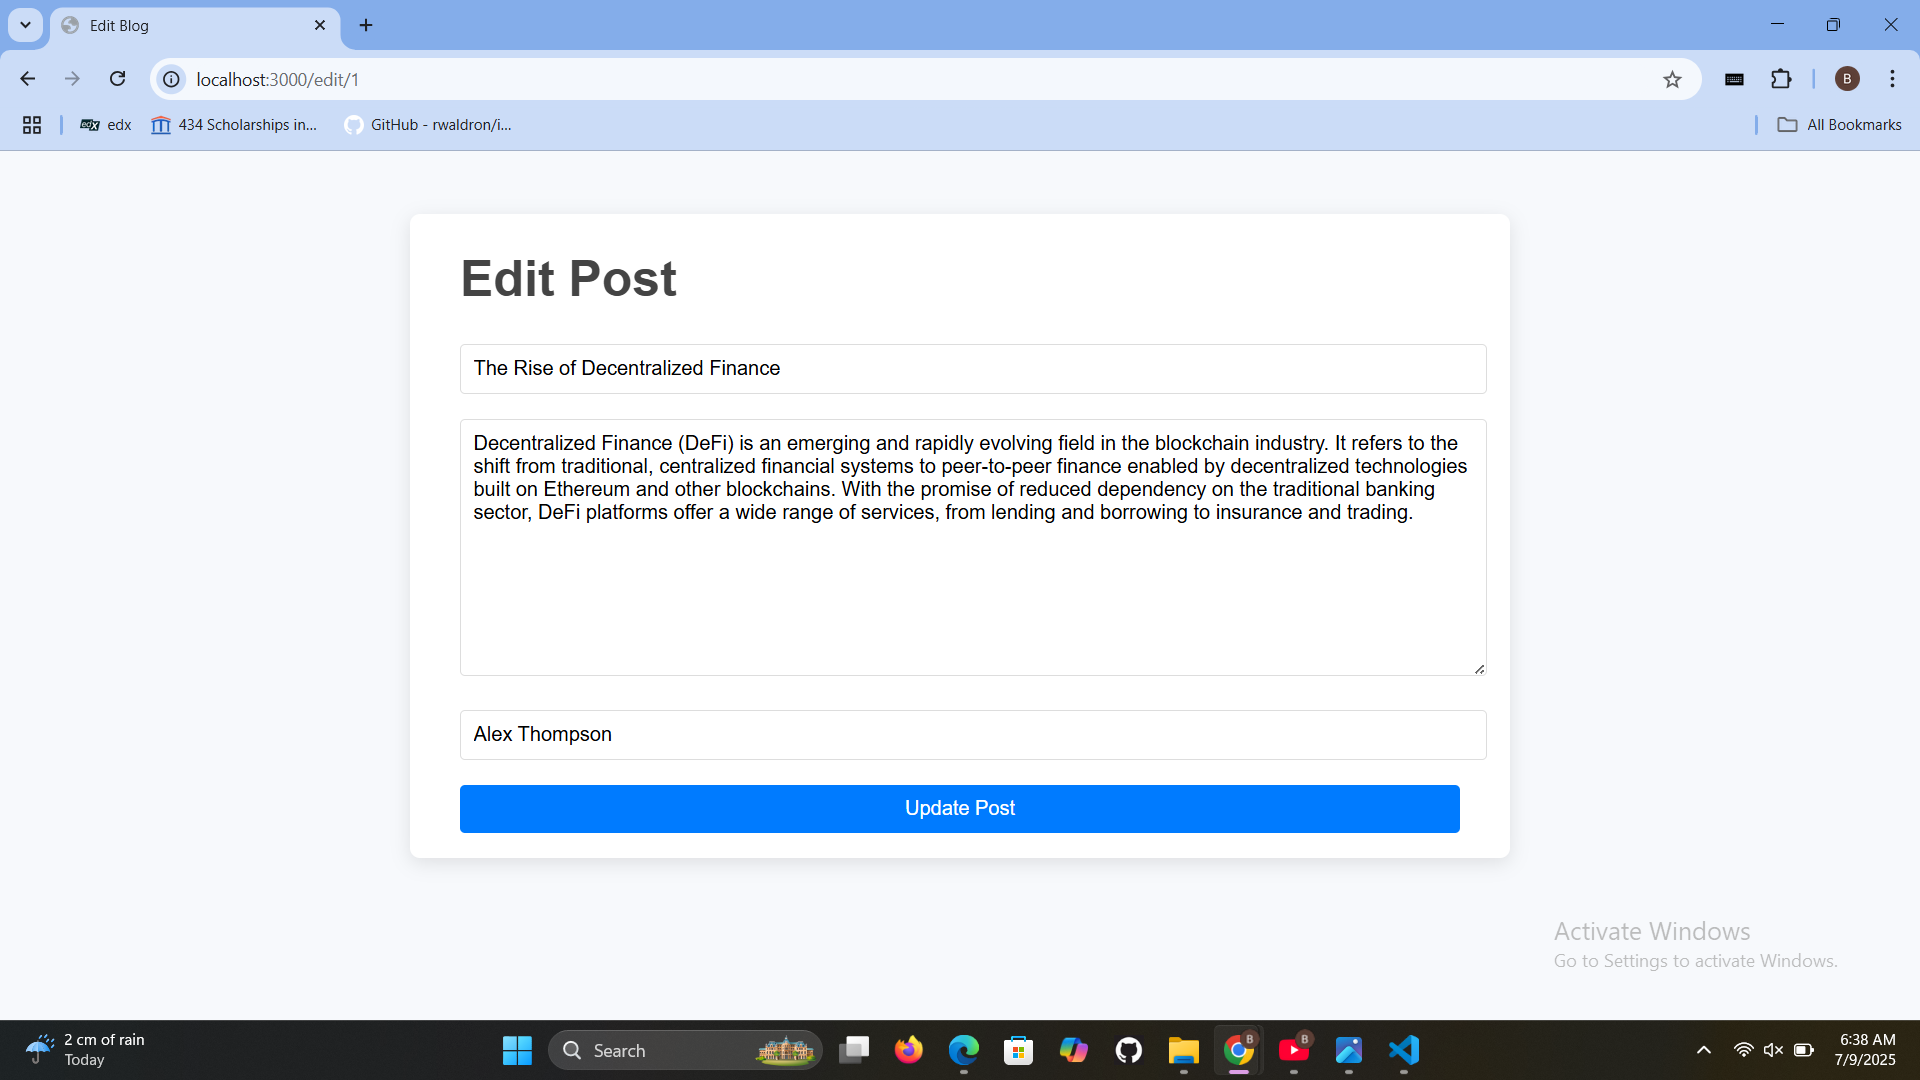 Edit Blog
localhost:3000/edit/1
B
edx
434 Scholarships in...
GitHub - rwaldron/i...
All Bookmarks
Edit Post
The Rise of Decentralized Finance
Decentralized Finance (DeFi) is an emerging and rapidly evolving field in the blockchain industry. It refers to the
shift from traditional, centralized financial systems to peer-to-peer finance enabled by decentralized technologies
built on Ethereum and other blockchains. With the promise of reduced dependency on the traditional banking
sector, DeFi platforms offer a wide range of services, from lending and borrowing to insurance and trading.
Alex Thompson
Update Post
Activate Windows
Go to Settings to activate Windows.
2 cm of rain
Today
Search
B
B
6:38 AM
7/9/2025